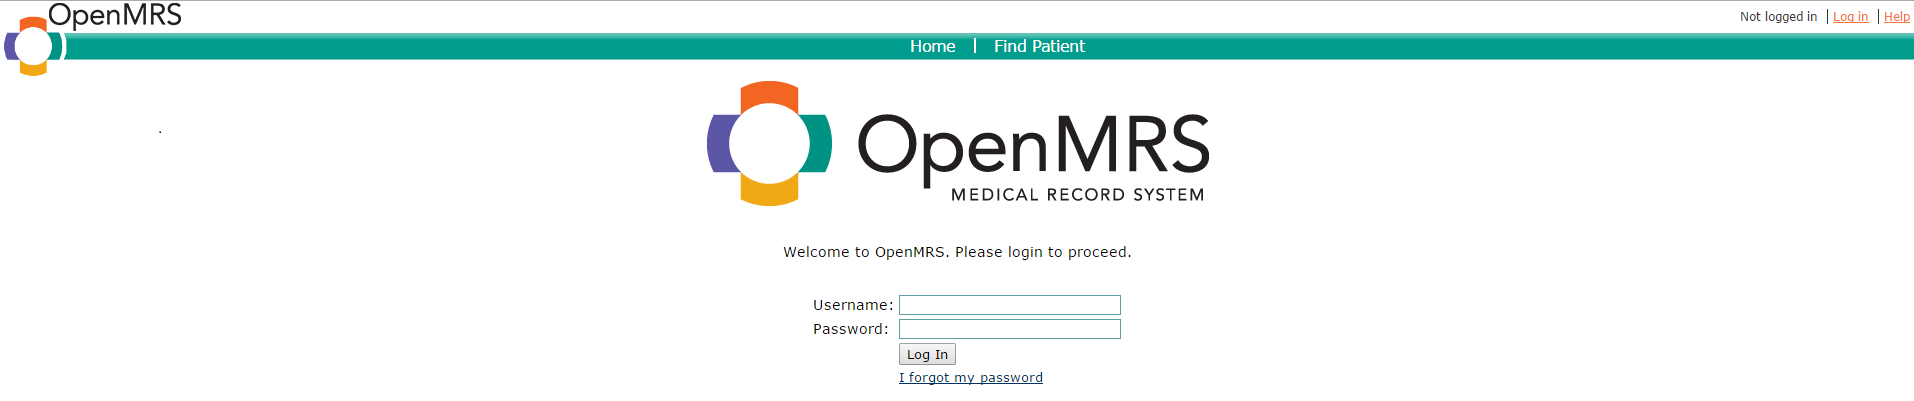 OpenMRS
Not logged in | Log in | Help
Home | Find Patient
.
OpenMRS
MEDICAL RECORD SYSTEM
Welcome to OpenMRS. Please login to proceed.
Username:
Password:
Log In
I forgot my password